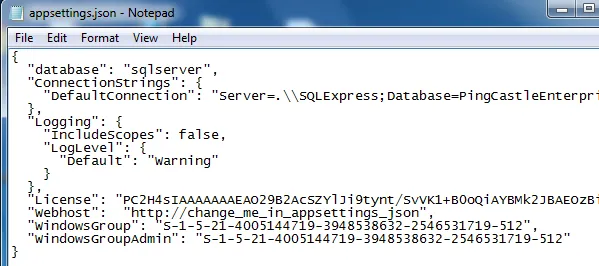 appsettings.json - Notepad
File Edit Format View Help
{
"database": "sqlserver",
"ConnectionStrings": {
"DefaultConnection": "Server=.\\SQLExpress;Database=PingCastleEnterpri
},
"Logging": {
"IncludeScopes": false,
"LogLevel": {
"Default": "Warning"
}
},
"License": "PC2H4sIAAAAAAAEAO29B2AcSZYlJi9tynt/SvVK1+B0oQiAYBMk2JBAEOzBi
"Webhost": "http://change_me_in_appsettings_json",
"WindowsGroup": "S-1-5-21-4005144719-3948538632-2546531719-512",
"WindowsGroupAdmin": "S-1-5-21-4005144719-3948538632-2546531719-512"
}